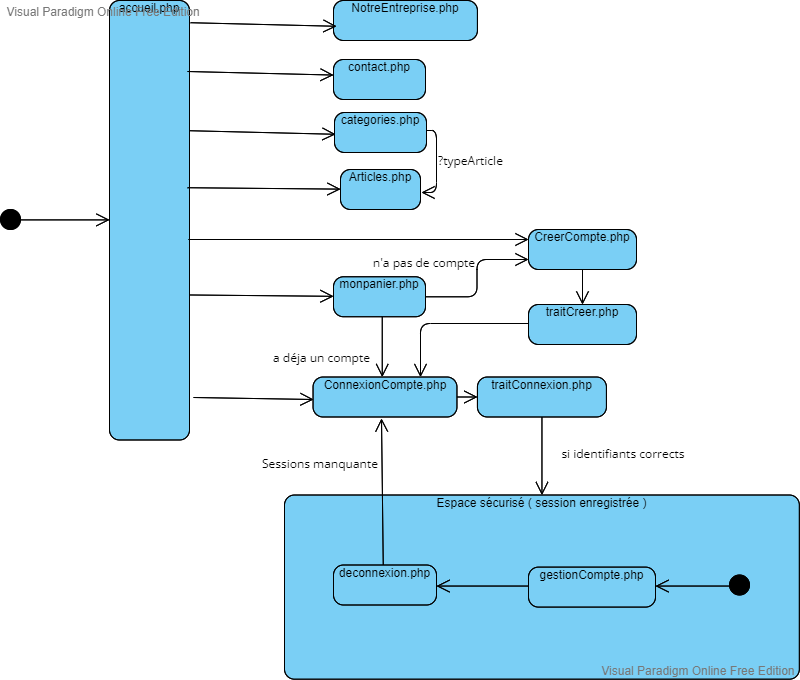 accueil.php
Visual Paradigm Online Free Edition
NotreEntreprise.php
contact.php
categories.php
?typeArticle
Articles.php
CreerCompte.php
n'a pas de compte
monpanier.php
traitCreer.php
a déja un compte
ConnexionCompte.php
traitConnexion.php
Sessions manquante
si identifiants corrects
Espace sécurisé ( session enregistrée )
deconnexion.php
gestionCompte.php
Visual Paradigm Online Free Edition